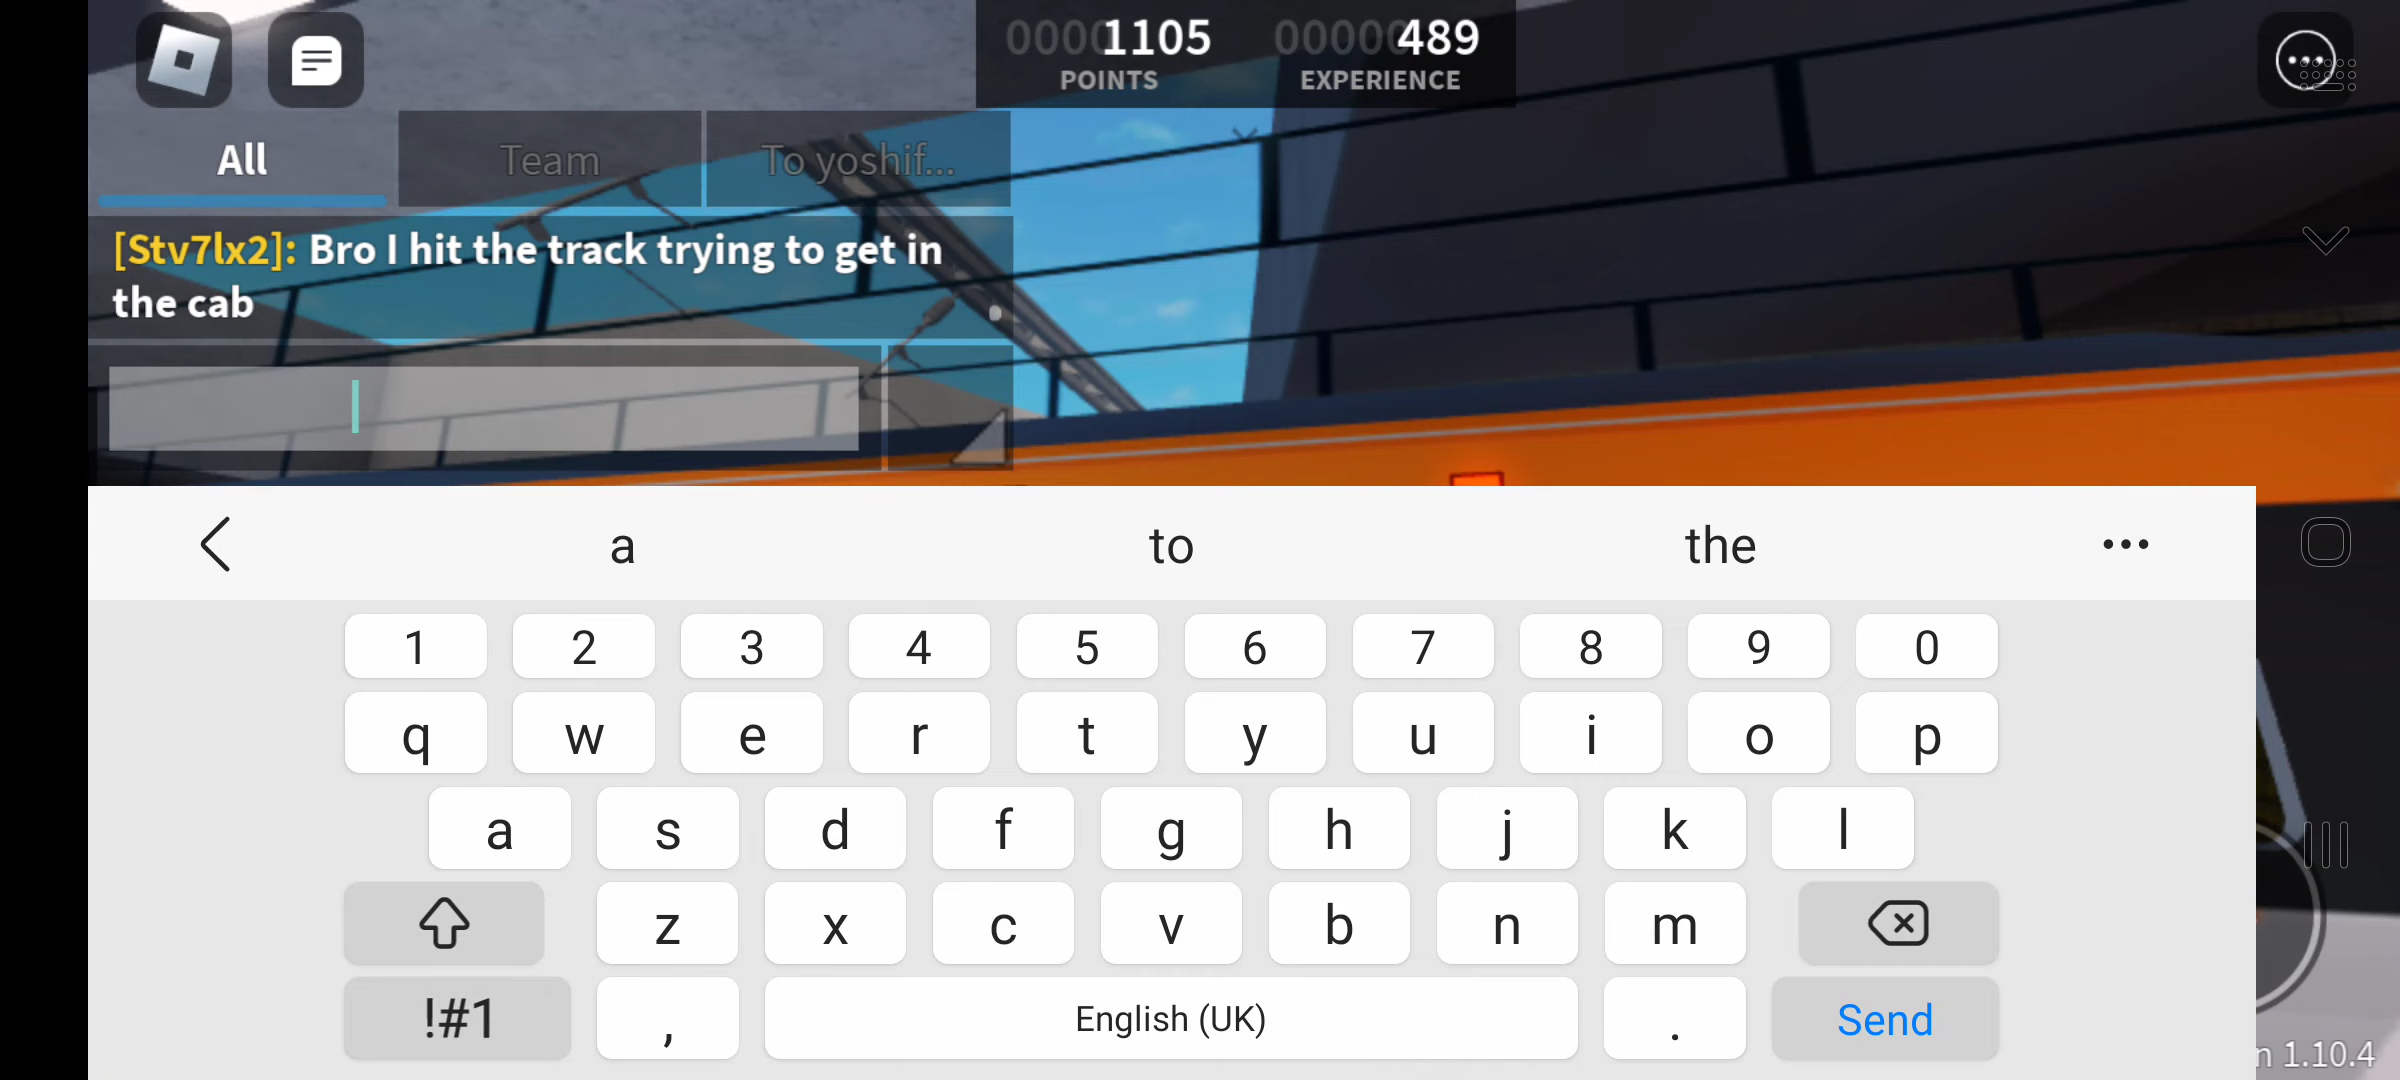 00001105 00000489
POINTS EXPERIENCE
All Team To yoshif...
[Stv7lx2]: Bro I hit the track trying to get in
the cab
a to the
1 2 3 4 5 6 7 8 9 0
q w e r t y u i o p
a s d f g h j k l
z x c v b n m
!#1 , English (UK) . Send
n 1.10.4